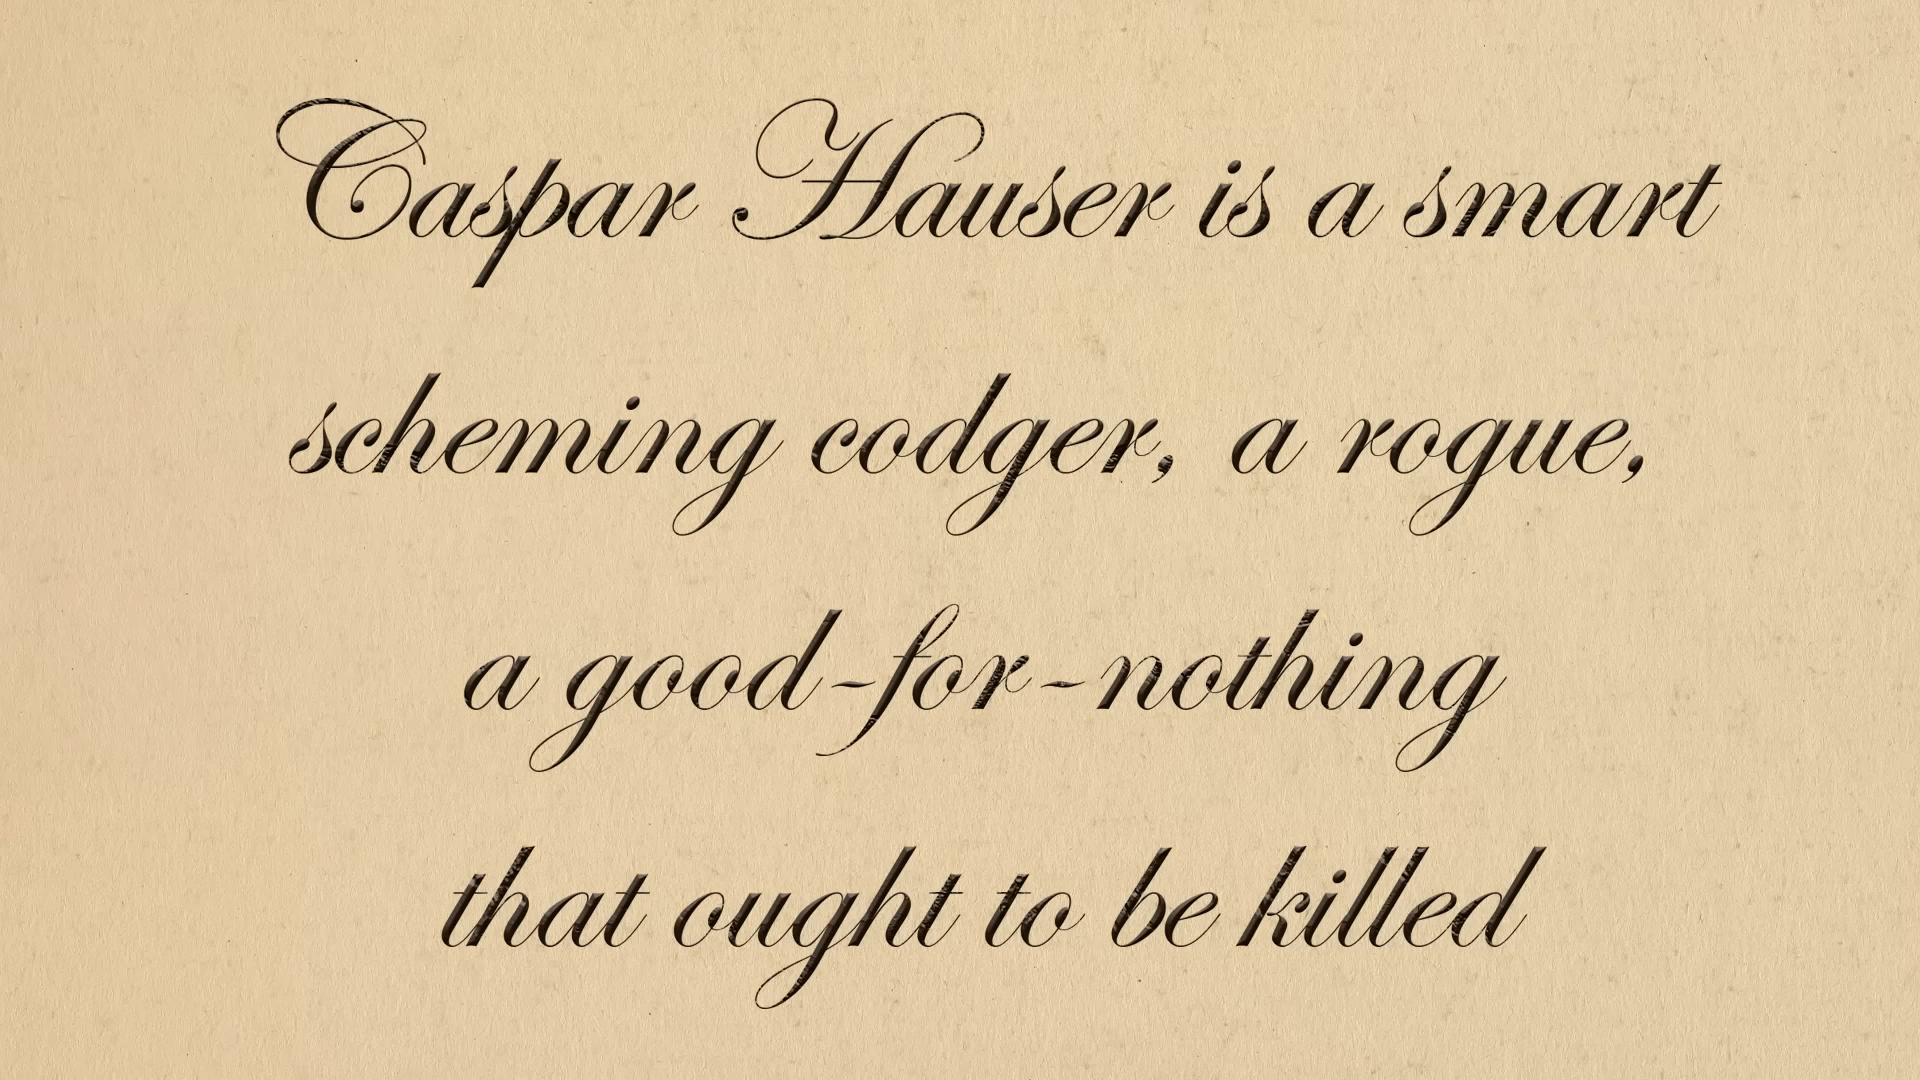 Caspar Hauser is a smart
scheming codger, a rogue,
a good-for-nothing
that ought to be killed